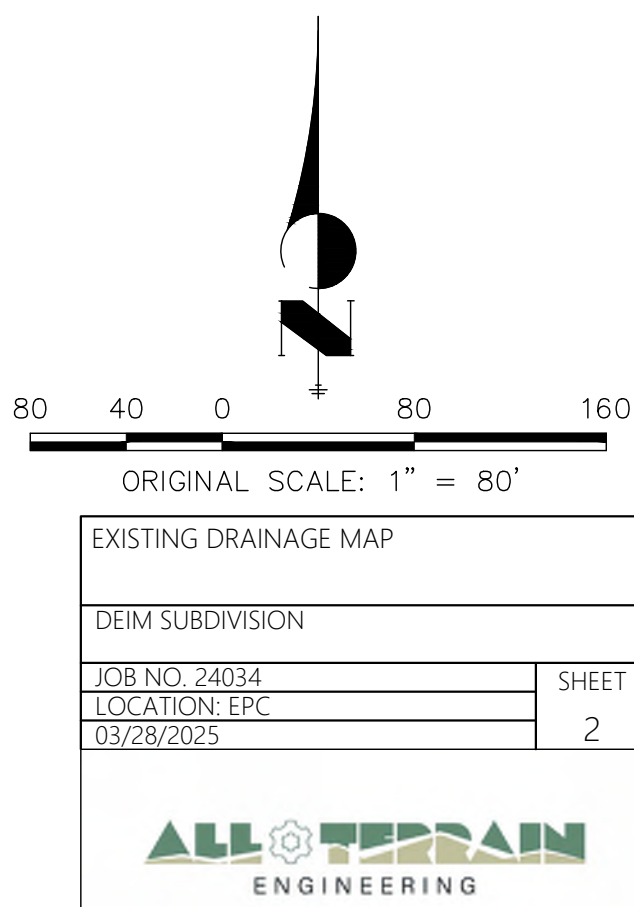 N
80 40 0 80 160
ORIGINAL SCALE: 1" = 80'
EXISTING DRAINAGE MAP
DEIM SUBDIVISION
JOB NO. 24034
LOCATION: EPC
03/28/2025
SHEET
2
ALL TERRAIN
ENGINEERING